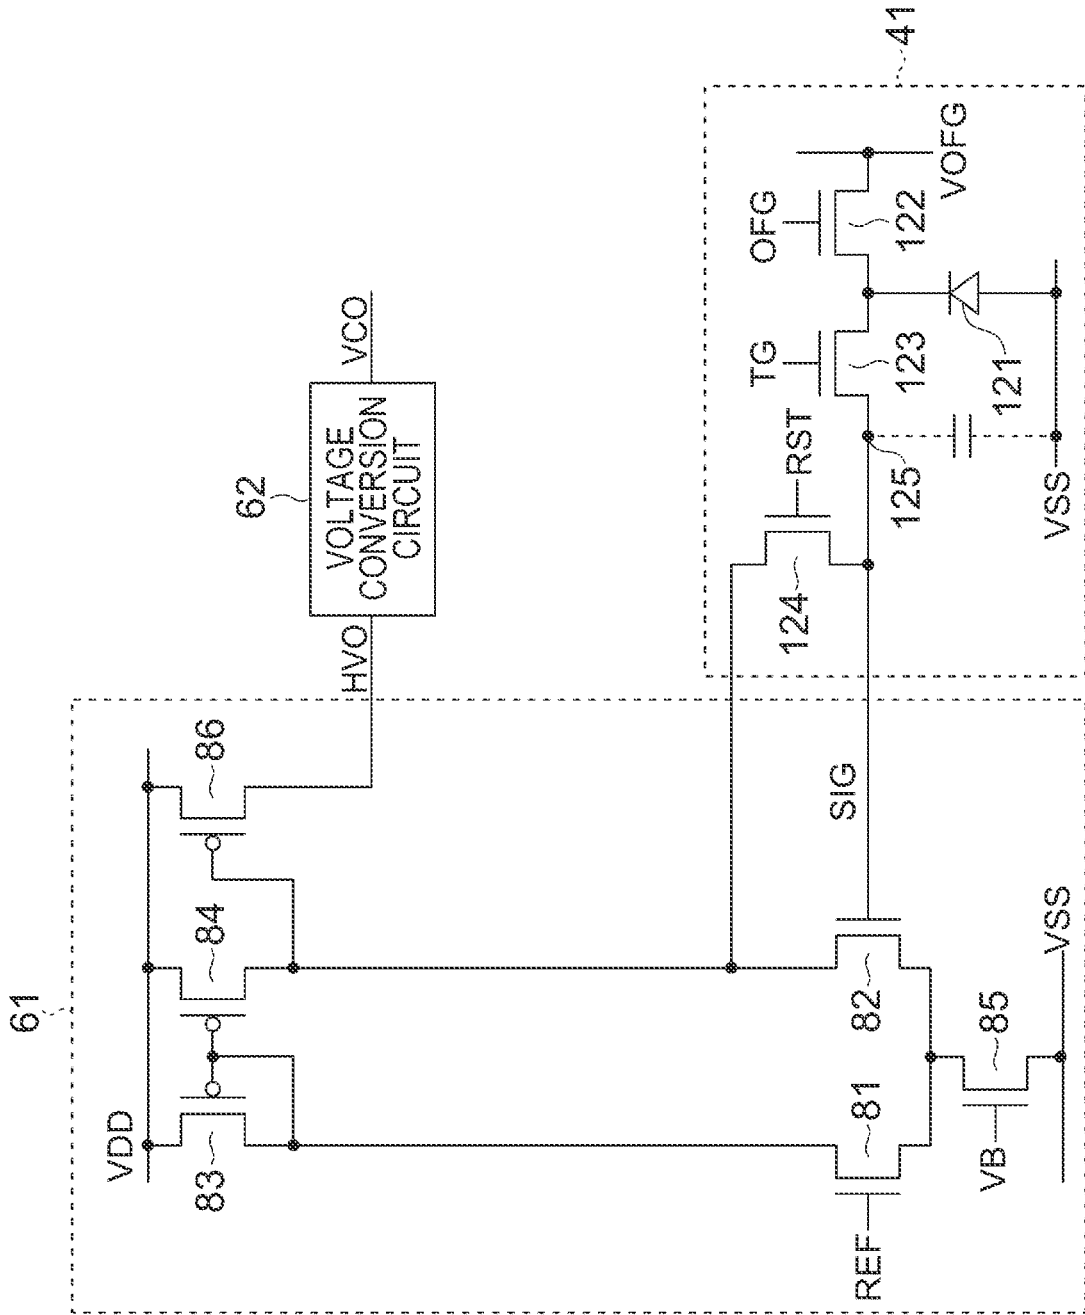 61
VDD
83
84
86
HVO
62
VOLTAGE
CONVERSION
CIRCUIT
VCO
REF
81
82
SIG
VB
85
VSS
41
124
RST
TG
OFG
125
123
122
VOFG
121
VSS